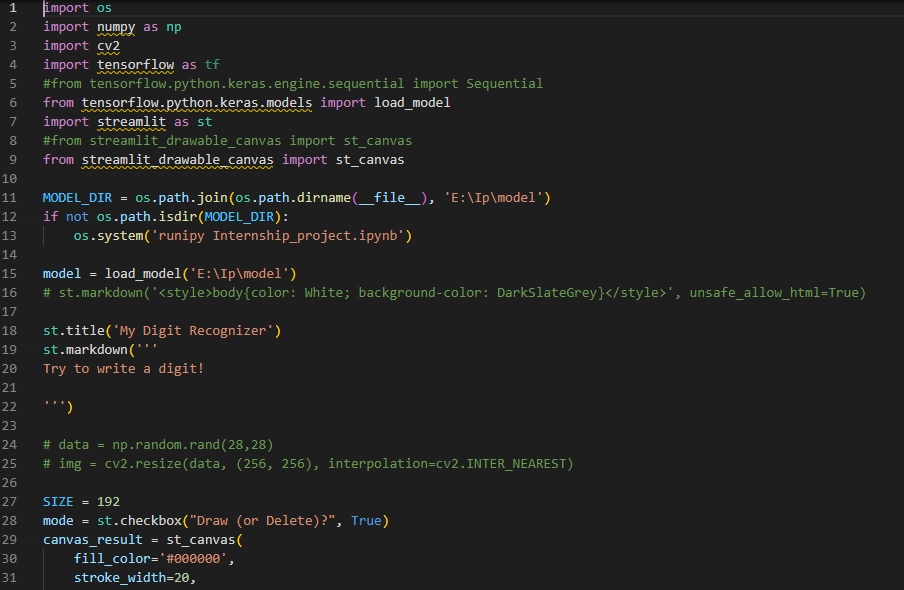 1 import os
2 import numpy as np
3 import cv2
4 import tensorflow as tf
5 #from tensorflow.python.keras.engine.sequential import Sequential
6 from tensorflow.python.keras.models import load_model
7 import streamlit as st
8 #from streamlit_drawable_canvas import st_canvas
9 from streamlit_drawable_canvas import st_canvas
10
11 MODEL_DIR = os.path.join(os.path.dirname(__file__), 'E:\Ip\model')
12 if not os.path.isdir(MODEL_DIR):
13     os.system('runipy Internship_project.ipynb')
14
15 model = load_model('E:\Ip\model')
16 # st.markdown('<style>body{color: White; background-color: DarkSlateGrey}</style>', unsafe_allow_html=True)
17
18 st.title('My Digit Recognizer')
19 st.markdown('''
20 Try to write a digit!
21
22 ''')
23
24 # data = np.random.rand(28,28)
25 # img = cv2.resize(data, (256, 256), interpolation=cv2.INTER_NEAREST)
26
27 SIZE = 192
28 mode = st.checkbox("Draw (or Delete)?", True)
29 canvas_result = st_canvas(
30     fill_color='#000000',
31     stroke_width=20,